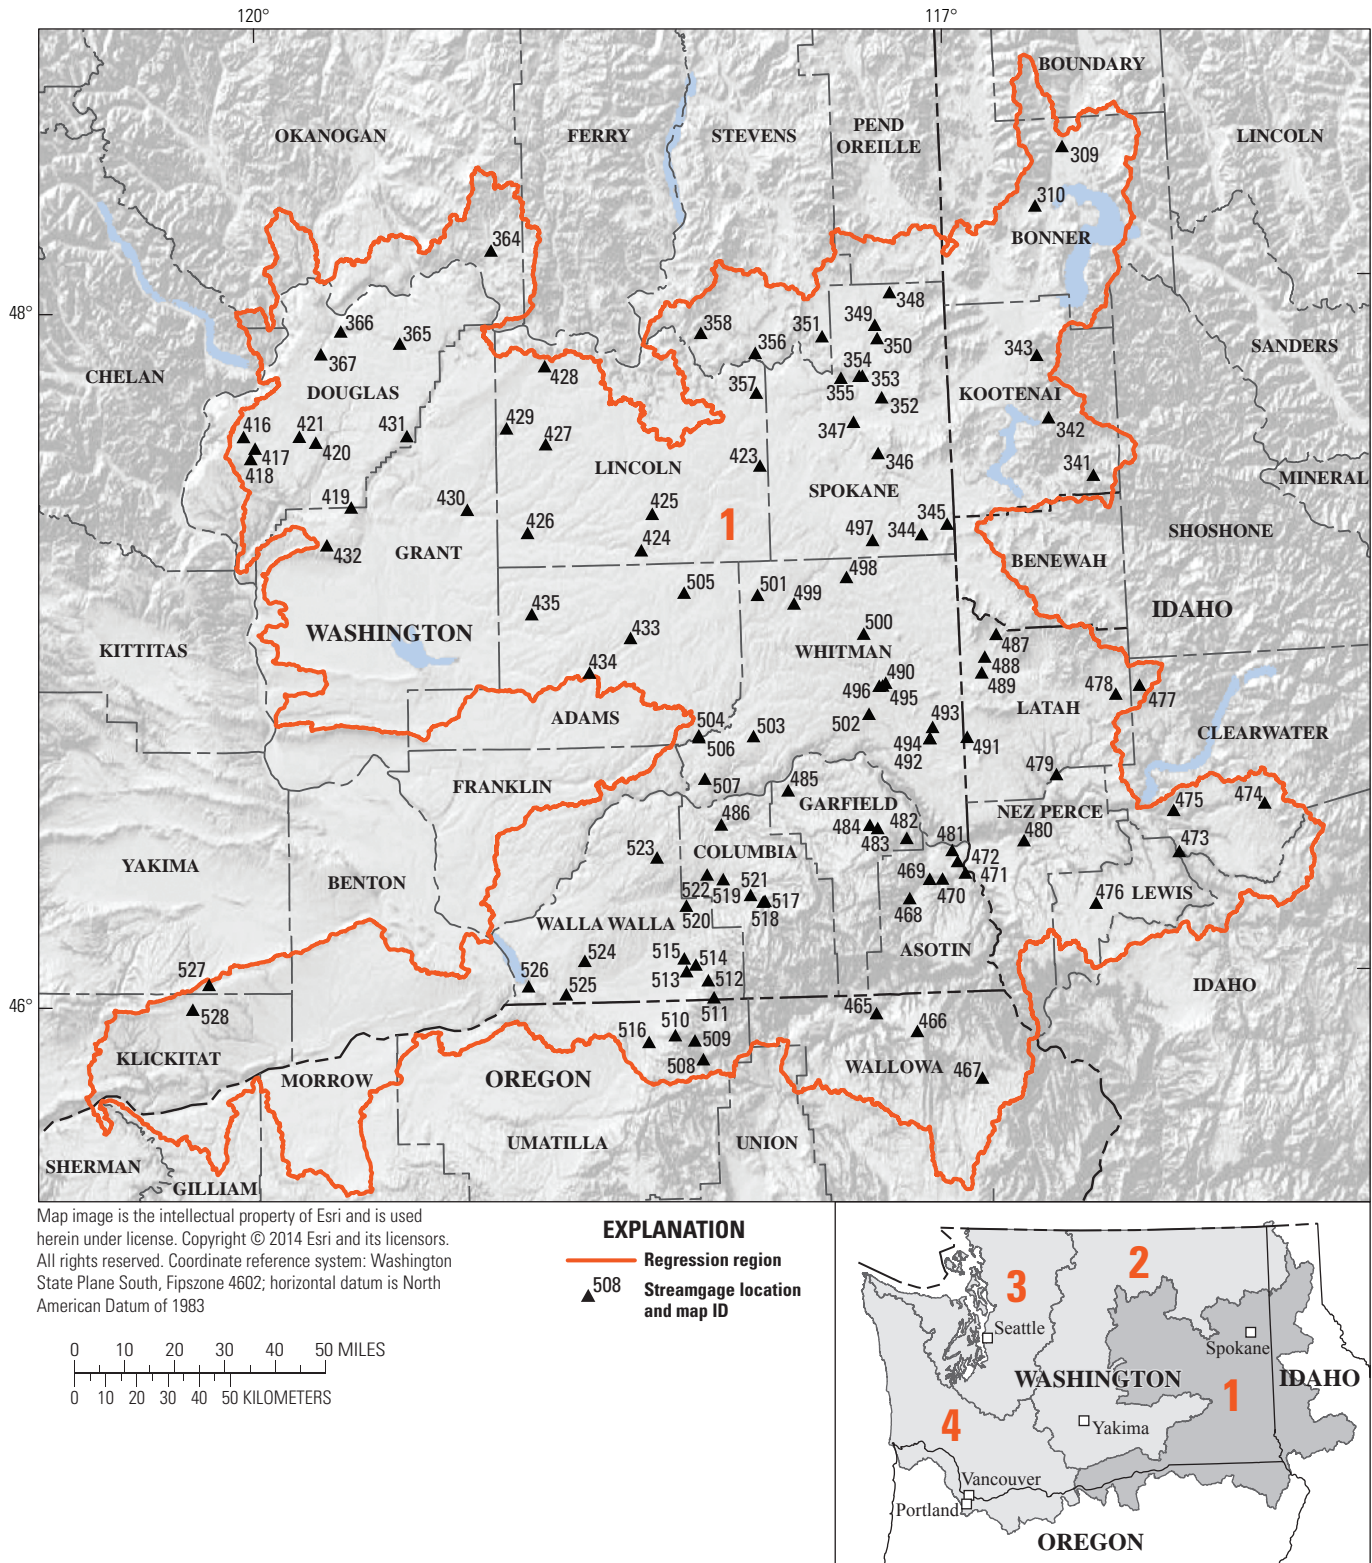 120°
117°
BOUNDARY
OKANOGAN
FERRY
STEVENS
PEND
OREILLE
LINCOLN
309
310
BONNER
364
48°
348
349
350
351
358
356
366
365
367
343
SANDERS
CHELAN
DOUGLAS
428
354
353
355
352
357
KOOTENAI
347
342
416
421
431
429
427
417
420
418
LINCOLN
423
346
341
MINERAL
SPOKANE
419
430
425
426
1
345
497
344
SHOSHONE
432
GRANT
424
BENEWAH
498
505
501
499
IDAHO
435
WASHINGTON
433
500
487
KITTITAS
WHITMAN
488
434
490
489
496
495
478
477
LATAH
ADAMS
502
493
504
503
494
491
CLEARWATER
506
492
FRANKLIN
507
485
479
GARFIELD
NEZ PERCE
475
474
486
484
482
480
483
481
YAKIMA
523
COLUMBIA
472
473
BENTON
469
471
522
519
521
470
LEWIS
517
476
520
518
468
WALLA WALLA
ASOTIN
515
514
524
527
513
512
526
IDAHO
525
46°
528
511
465
466
510
516
509
KLICKITAT
508
WALLOWA
467
MORROW
OREGON
UMATILLA
UNION
SHERMAN
GILLIAM
Map image is the intellectual property of Esri and is used
herein under license. Copyright © 2014 Esri and its licensors.
All rights reserved. Coordinate reference system: Washington
State Plane South, Fipszone 4602; horizontal datum is North
American Datum of 1983
0 10 20 30 40 50 MILES
0 10 20 30 40 50 KILOMETERS
EXPLANATION
Regression region
508
Streamgage location
and map ID
2
3
Seattle
Spokane
WASHINGTON
IDAHO
1
4
Yakima
Vancouver
Portland
OREGON